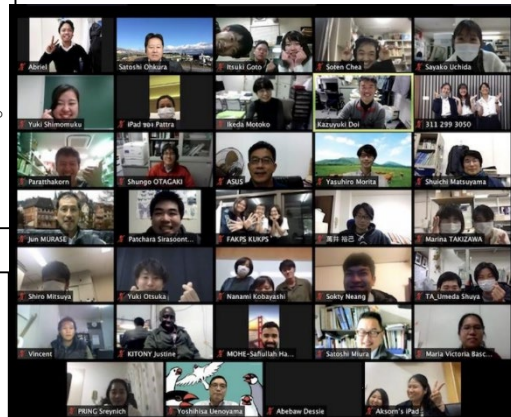 Abriel
Satoshi Ohkura
Itsuki Goto
Soten Chea
Sayako Uchida
Yuki Shimomuku
iPad 201 Pattra
Ikeda Motoko
Kazuyuki Doi
311 299 3050
Paratthakorn
Shungo OTAGAKI
ASUS
Yasuhiro Morita
Shuichi Matsuyama
Jun MURASE
Patchara Sirasoont...
FAKPS KUKPS
Marina TAKIZAWA
Shiro Mitsuya
Yuki Otsuka
Nanami Kobayashi
Sokty Neang
TA_Umeda Shuya
Vincent
KITONY Justine
MOHE-Safiullah Ha...
Satoshi Miura
Maria Victoria Basc...
PRING Sreynich
Yoshihisa Uenoyama
Abebaw Dessie
Aksorn's iPad